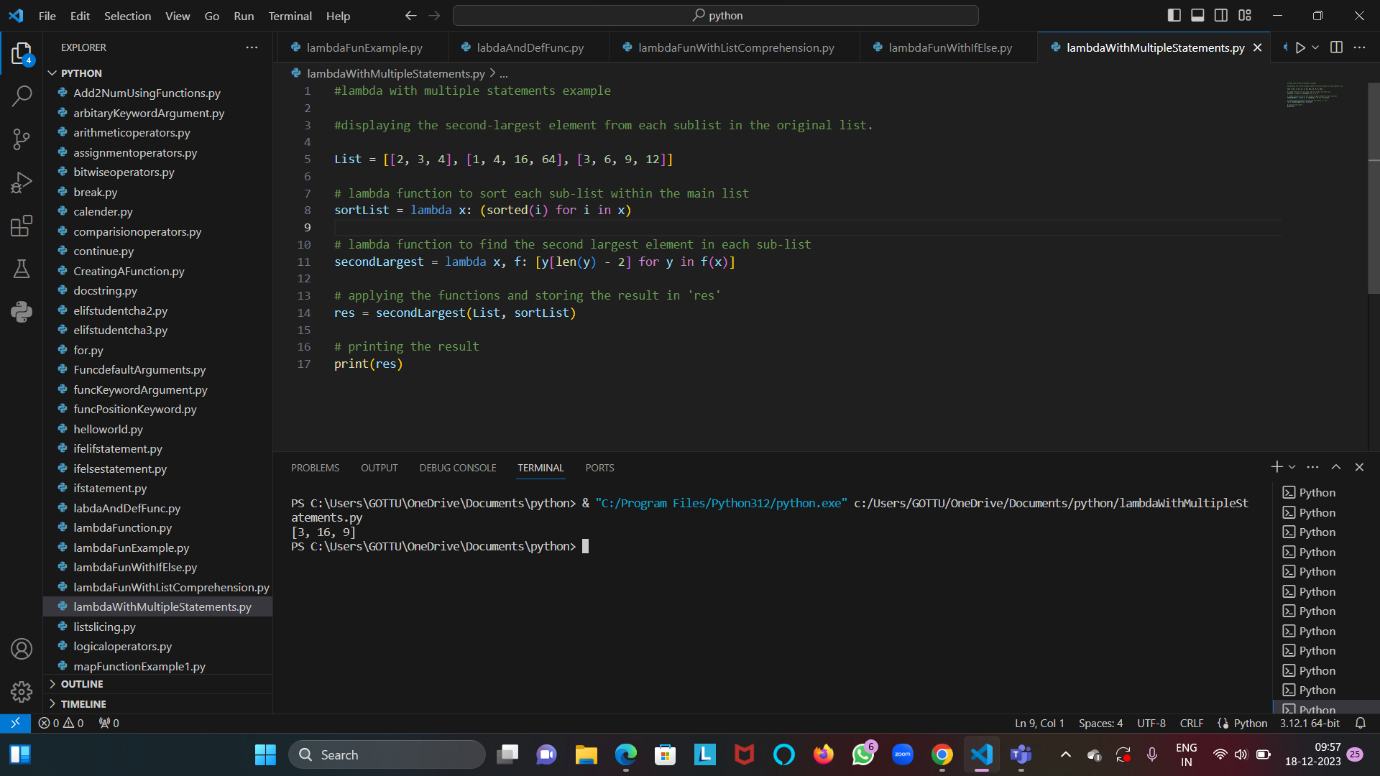 File Edit Selection View Go Run Terminal Help
python
EXPLORER
PYTHON
Add2NumUsingFunctions.py
arbitaryKeywordArgument.py
arithmeticoperators.py
assignmentoperators.py
bitwiseoperators.py
break.py
calender.py
comparisionoperators.py
continue.py
CreatingAFunction.py
docstring.py
elifstudentcha2.py
elifstudentcha3.py
for.py
FuncdefaultArguments.py
funcKeywordArgument.py
funcPositionKeyword.py
helloworld.py
ifelifstatement.py
ifelsestatement.py
ifstatement.py
labdaAndDefFunc.py
lambdaFunction.py
lambdaFunExample.py
lambdaFunWithIfElse.py
lambdaFunWithListComprehension.py
lambdaWithMultipleStatements.py
listslicing.py
logicaloperators.py
mapFunctionExample1.py
OUTLINE
TIMELINE
4
lambdaFunExample.py labdaAndDefFunc.py lambdaFunWithListComprehension.py lambdaFunWithIfElse.py lambdaWithMultipleStatements.py
lambdaWithMultipleStatements.py > ...
1 #lambda with multiple statements example
2
3 #displaying the second-largest element from each sublist in the original list.
4
5 List = [[2, 3, 4], [1, 4, 16, 64], [3, 6, 9, 12]]
6
7 # lambda function to sort each sub-list within the main list
8 sortList = lambda x: (sorted(i) for i in x)
9
10 # lambda function to find the second largest element in each sub-list
11 secondLargest = lambda x, f: [y[len(y) - 2] for y in f(x)]
12
13 # applying the functions and storing the result in 'res'
14 res = secondLargest(List, sortList)
15
16 # printing the result
17 print(res)
PROBLEMS OUTPUT DEBUG CONSOLE TERMINAL PORTS
PS C:\Users\GOTTU\OneDrive\Documents\python> & "C:/Program Files/Python312/python.exe" c:/Users/GOTTU/OneDrive/Documents/python/lambdaWithMultipleSt
atements.py
[3, 16, 9]
PS C:\Users\GOTTU\OneDrive\Documents\python>
Python
Python
Python
Python
Python
Python
Python
Python
Python
Python
Python
Python
0 0 0 Ln 9, Col 1 Spaces: 4 UTF-8 CRLF Python 3.12.1 64-bit
Search
L
6
zoom
ENG
IN
09:57
18-12-2023
25